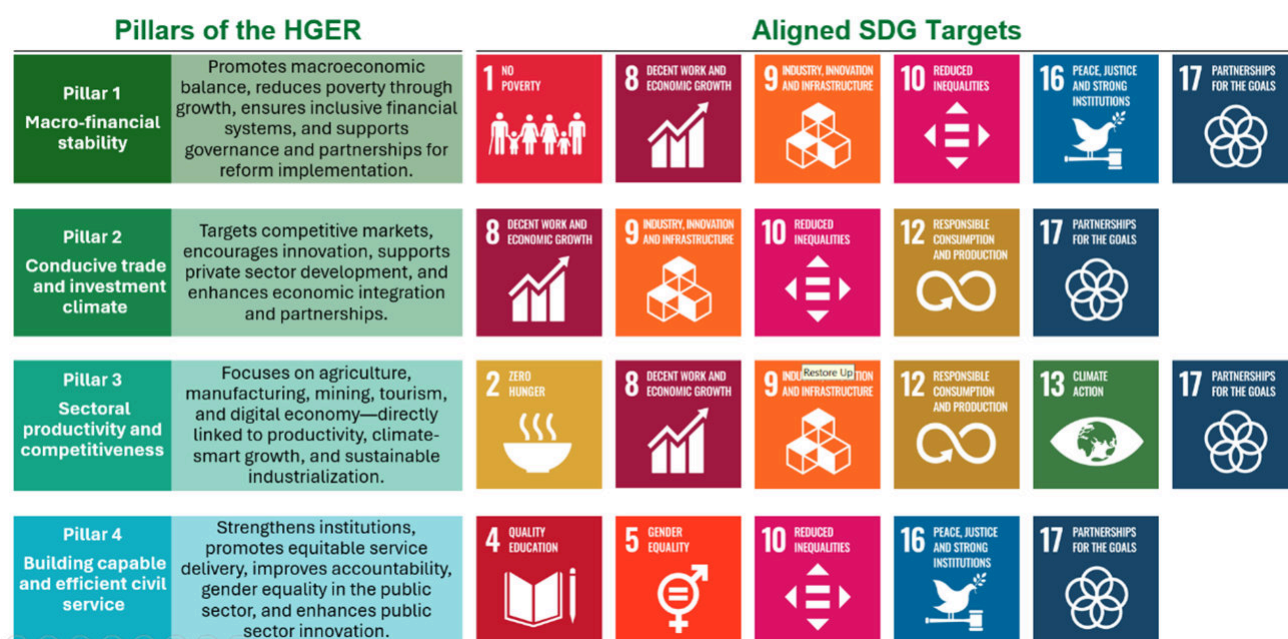 Pillars of the HGER
Aligned SDG Targets
Pillar 1
Macro-financial
stability
Promotes macroeconomic
balance, reduces poverty through
growth, ensures inclusive financial
systems, and supports
governance and partnerships for
reform implementation.
1 NO
POVERTY
8 DECENT WORK AND
ECONOMIC GROWTH
9 INDUSTRY, INNOVATION
AND INFRASTRUCTURE
10 REDUCED
INEQUALITIES
16 PEACE, JUSTICE
AND STRONG
INSTITUTIONS
17 PARTNERSHIPS
FOR THE GOALS
Pillar 2
Conducive trade
and investment
climate
Targets competitive markets,
encourages innovation, supports
private sector development, and
enhances economic integration
and partnerships.
8 DECENT WORK AND
ECONOMIC GROWTH
9 INDUSTRY, INNOVATION
AND INFRASTRUCTURE
10 REDUCED
INEQUALITIES
12 RESPONSIBLE
CONSUMPTION
AND PRODUCTION
17 PARTNERSHIPS
FOR THE GOALS
Pillar 3
Sectoral
productivity and
competitiveness
Focuses on agriculture,
manufacturing, mining, tourism,
and digital economy—directly
linked to productivity, climate-
smart growth, and sustainable
industrialization.
2 ZERO
HUNGER
8 DECENT WORK AND
ECONOMIC GROWTH
Restore Up
9
AND INFRASTRUCTURE
12 RESPONSIBLE
CONSUMPTION
AND PRODUCTION
13 CLIMATE
ACTION
17 PARTNERSHIPS
FOR THE GOALS
Pillar 4
Building capable
and efficient civil
service
Strengthens institutions,
promotes equitable service
delivery, improves accountability,
gender equality in the public
sector, and enhances public
sector innovation.
4 QUALITY
EDUCATION
5 GENDER
EQUALITY
10 REDUCED
INEQUALITIES
16 PEACE, JUSTICE
AND STRONG
INSTITUTIONS
17 PARTNERSHIPS
FOR THE GOALS